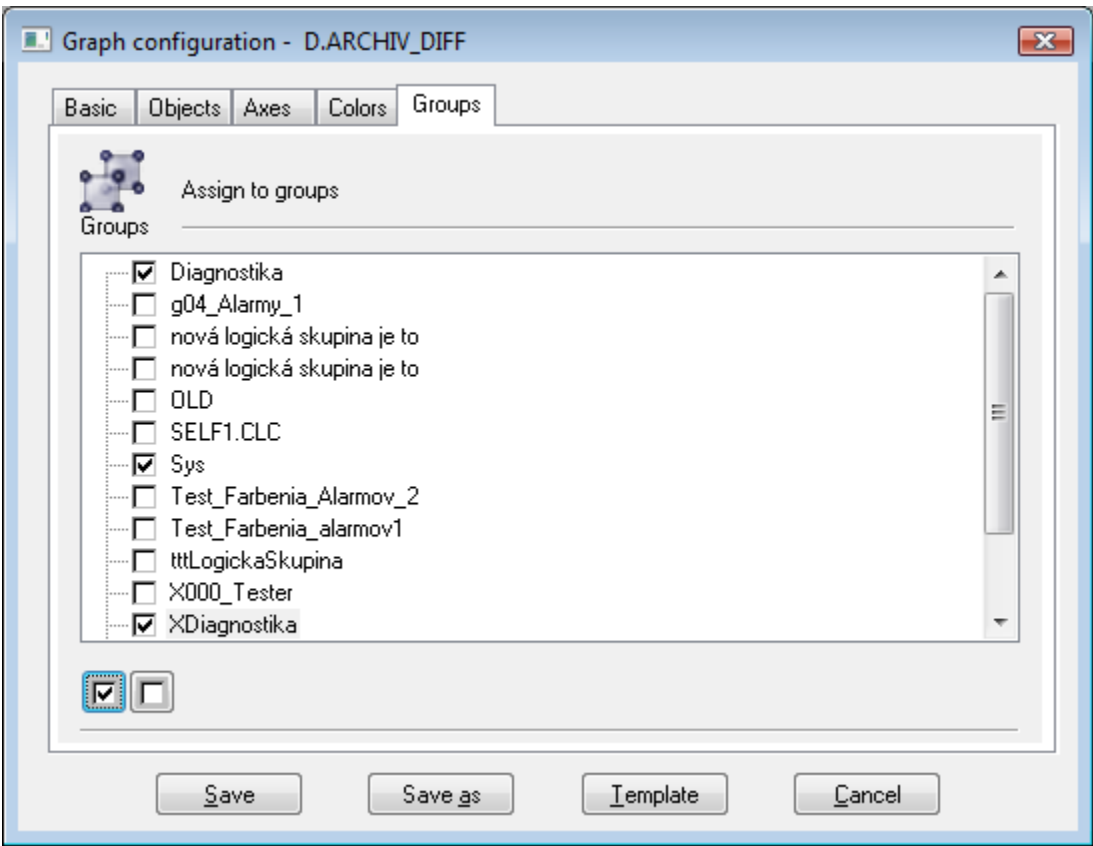 Graph configuration - D.ARCHIV_DIFF
Basic Objects Axes Colors Groups
Assign to groups
Groups
Diagnostika
g04_Alarmy_1
nová logická skupina je to
nová logická skupina je to
OLD
SELF1.CLC
Sys
Test_Farbenia_Alarmov_2
Test_Farbenia_alarmov1
tttLogickaSkupina
X000_Tester
XDiagnostika
Save Save as Template Cancel